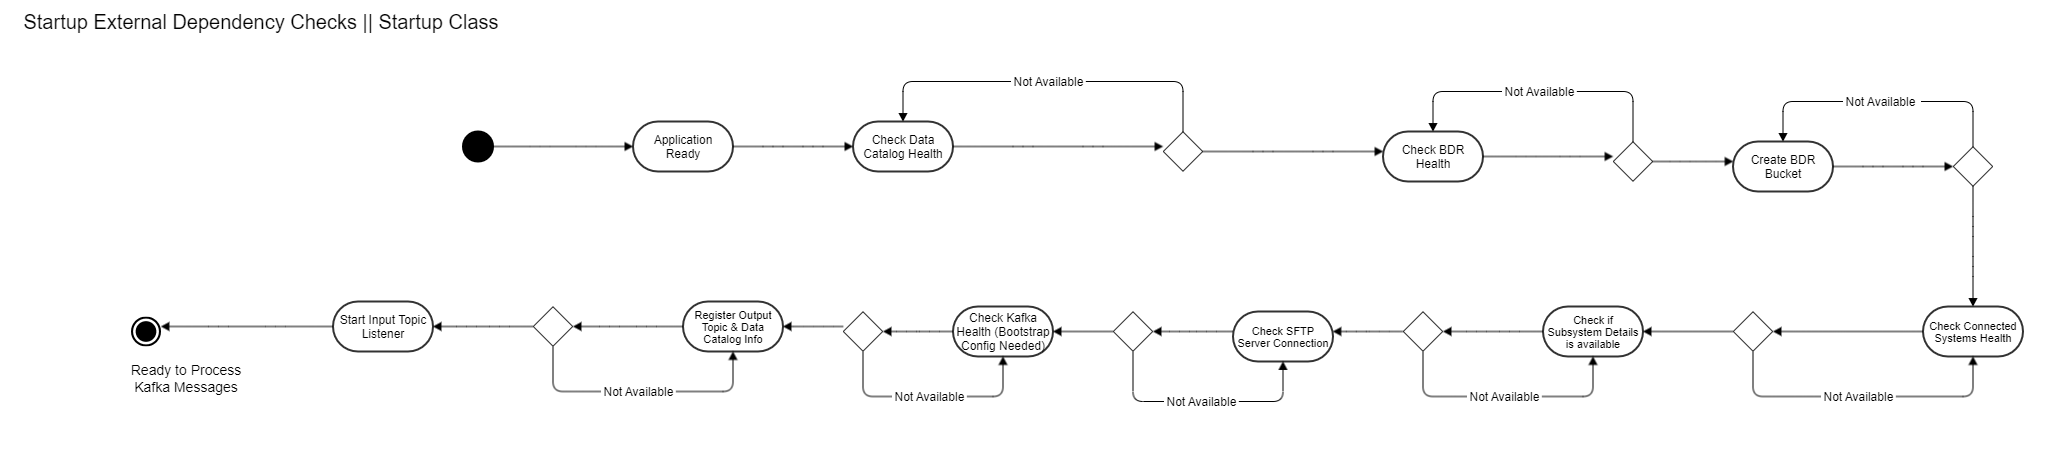 Startup External Dependency Checks || Startup Class
Not Available
Not Available
Not Available
Application
Ready
Check Data
Catalog Health
Check BDR
Health
Create BDR
Bucket
Start Input Topic
Listener
Register Output
Topic & Data
Catalog Info
Check Kafka
Health (Bootstrap
Config Needed)
Check SFTP
Server Connection
Check if
Subsystem Details
is available
Check Connected
Systems Health
Ready to Process
Kafka Messages
Not Available
Not Available
Not Available
Not Available
Not Available